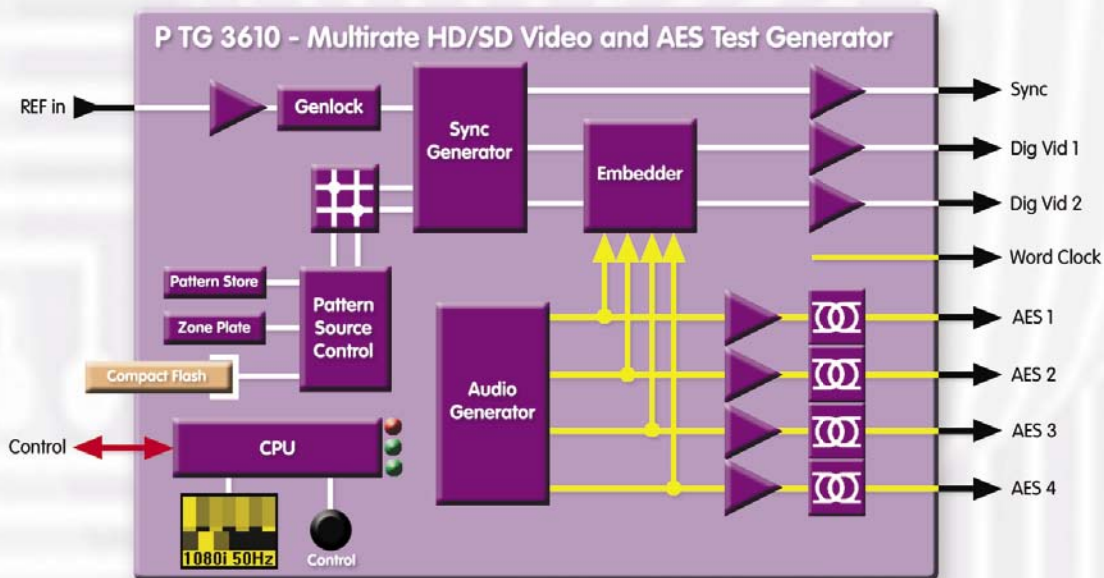 P TG 3610 - Multirate HD/SD Video and AES Test Generator
REF in
Genlock
Sync
Generator
Embedder
Sync
Dig Vid 1
Dig Vid 2
Word Clock
Pattern Store
Zone Plate
Compact Flash
Pattern
Source
Control
Audio
Generator
AES 1
AES 2
AES 3
AES 4
Control
CPU
1080i 50Hz
Control